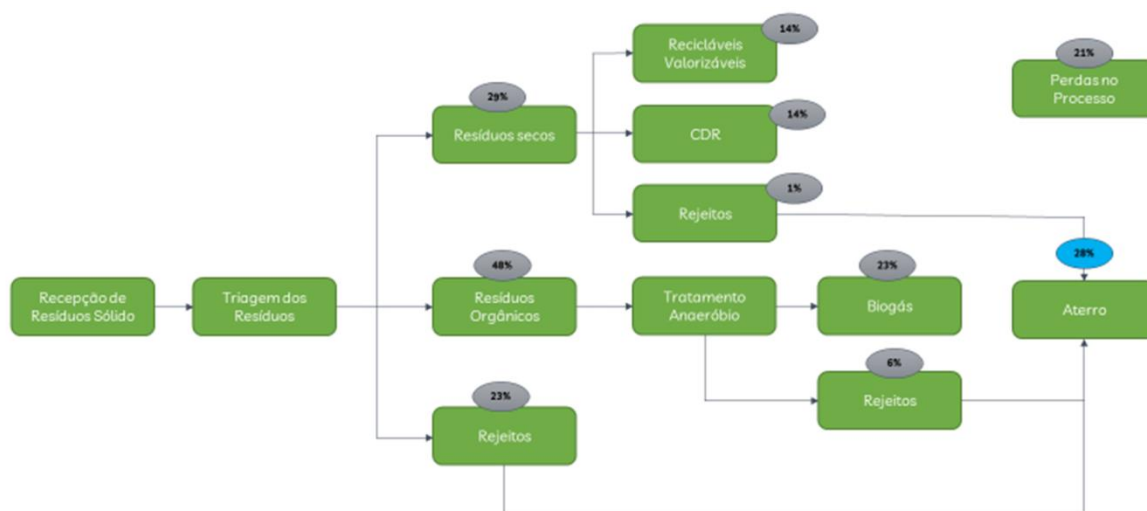 14%
Recicláveis
Valorizáveis
21%
Perdas no
Processo
29%
Resíduos secos
14%
CDR
1%
Rejeitos
28%
Aterro
48%
Resíduos
Orgânicos
23%
Biogás
Recepção de
Resíduos Sólido
Triagem dos
Resíduos
Tratamento
Anaeróbio
6%
Rejeitos
23%
Rejeitos